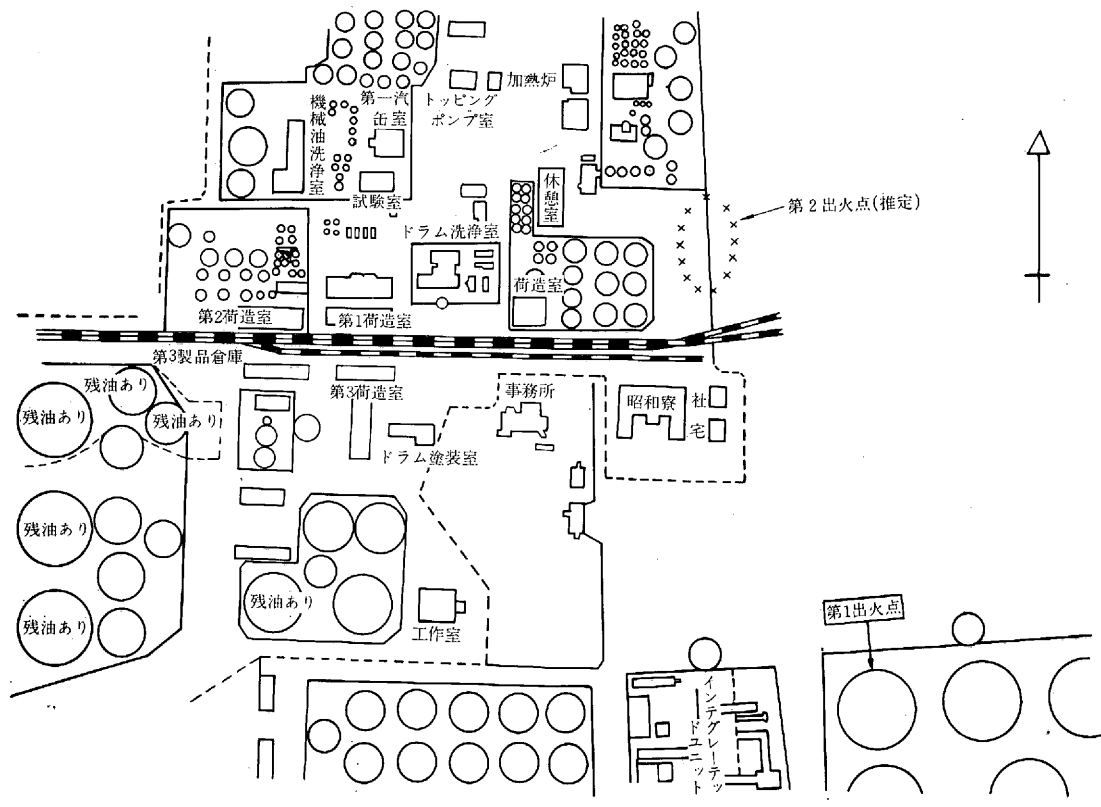 加熱炉
第一汽
缶室
トッピング
ポンプ室
機械油洗浄室
試験室
休憩室
第2出火点(推定)
ドラム洗浄室
荷造室
第2荷造室
第1荷造室
第3製品倉庫
残油あり
残油あり
残油あり
第3荷造室
事務所
昭和寮
社宅
ドラム塗装室
残油あり
残油あり
残油あり
工作室
第1出火点
インテグレーテッ
ドユニット